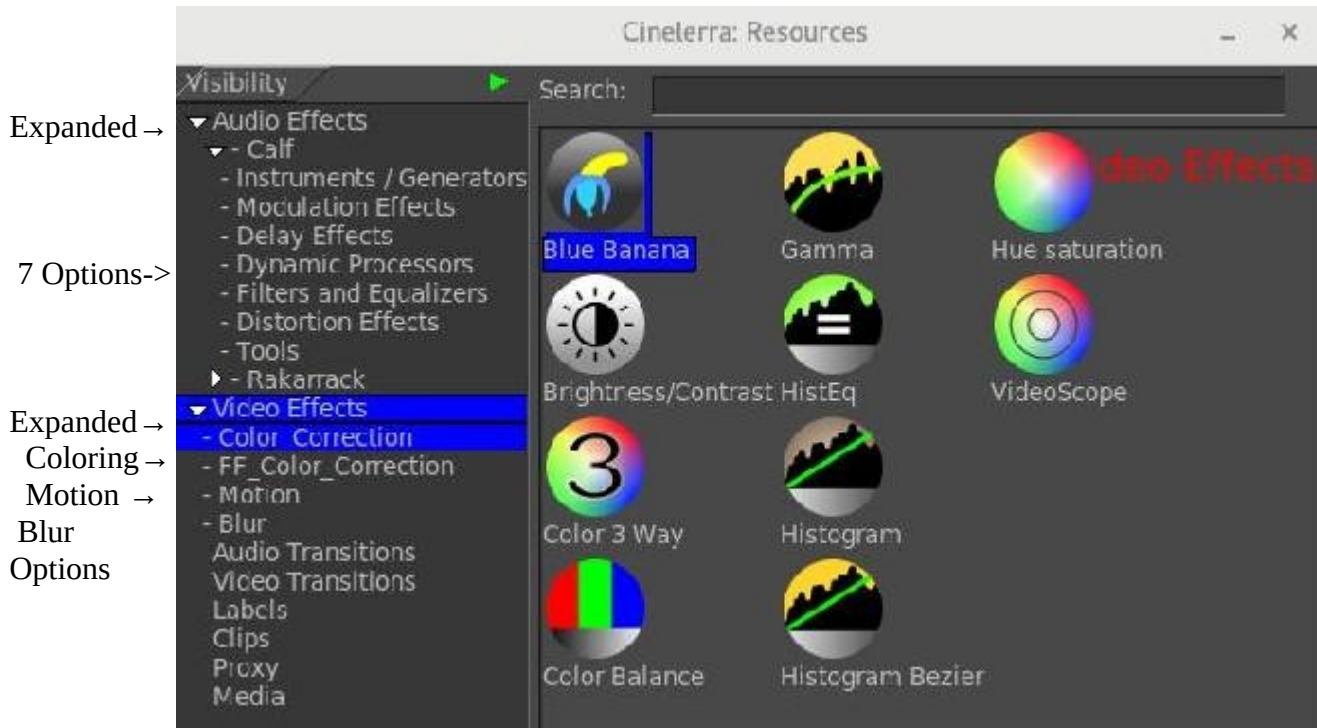 Cinelerra: Resources
Visibility
Search:
Expanded→
Audio Effects
- Calf
- Instruments / Generators
- Modulation Effects
- Delay Effects
7 Options->
- Dynamic Processors
- Filters and Equalizers
- Distortion Effects
- Tools
- Rakarrack
Expanded→
Video Effects
Coloring→
- Color_Correction
- FF_Color_Correction
Motion →
- Motion
Blur
Options
- Blur
Audio Transitions
Video Transitions
Labels
Clips
Proxy
Media
deo Effects
Blue Banana
Gamma
Hue saturation
Brightness/Contrast
HistEq
VideoScope
3
Color 3 Way
Histogram
Color Balance
Histogram Bezier